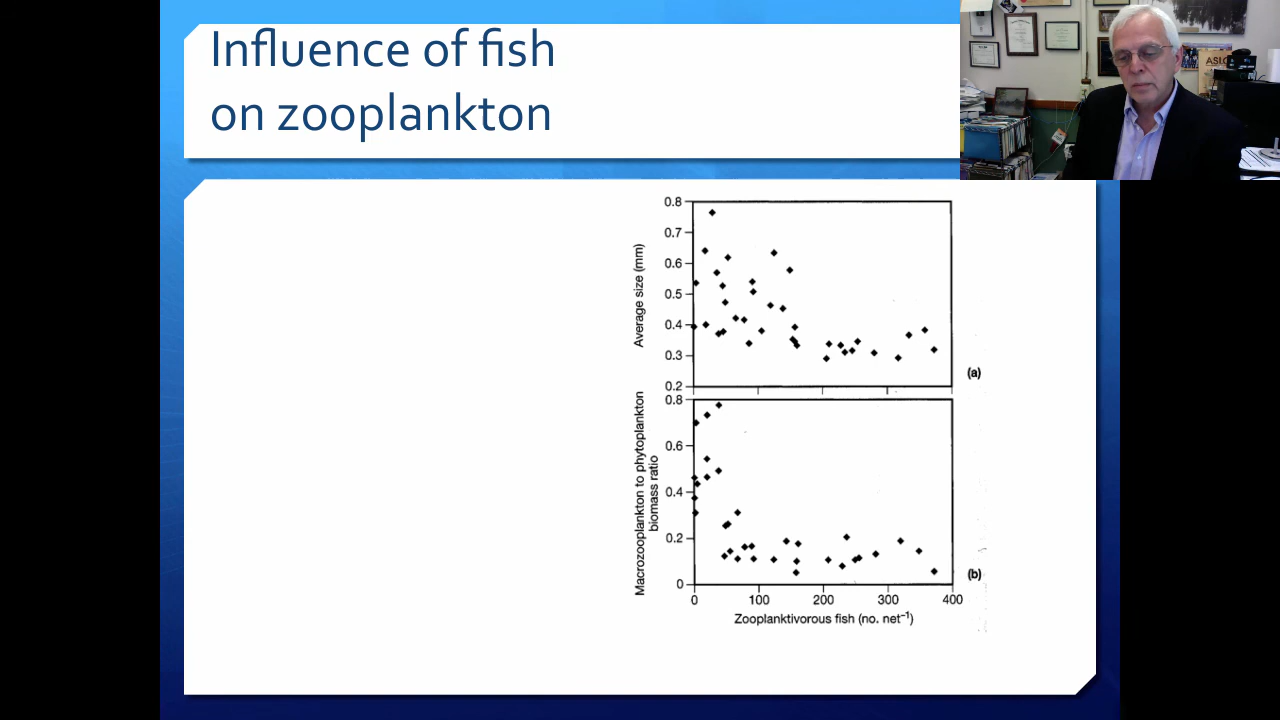 Influence of fish
on zooplankton
ASLO
0.8
0.7
0.6
0.5
0.4
0.3
0.2
Average size (mm)
(a)
0.8
0.6
0.4
0.2
0
Macrozooplankton to phytoplankton
biomass ratio
(b)
0 100 200 300 400
Zooplanktivorous fish (no. net⁻¹)